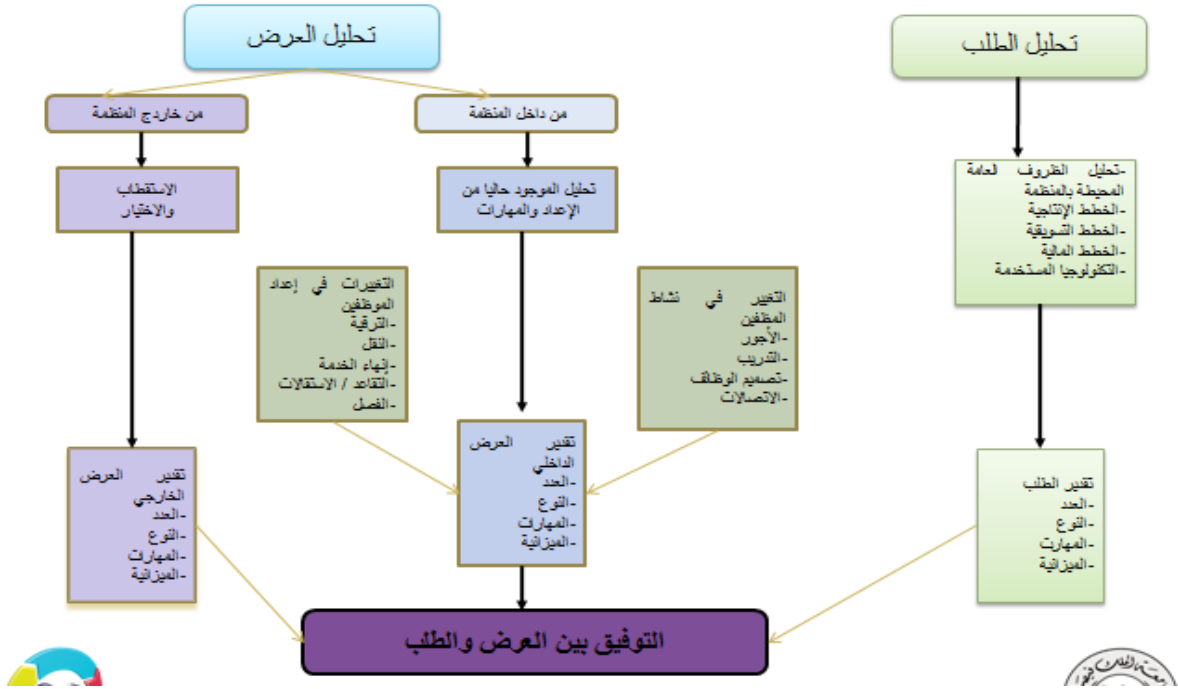 تحليل الطلب
-تحليل الظروف العامة
المحيطة بالمنظمة
-الخطط الإنتاجية
-الخطط التسويقية
-الخطط المالية
-التكنولوجيا المستخدمة
تقدير الطلب
-العدد
-النوع
-المهارت
-الميزانية
تحليل العرض
من داخل المنظمة
تحليل الموجود حاليا من
الإعداد والمهارات
التغيير في نشاط
المظفين
-الأجور
-التدريب
-تصميم الوظائف
-الاتصالات
التغييرات في إعداد
الموظفين
-الترقية
-النقل
-إنهاء الخدمة
-التقاعد / الاستقالات
-الفصل
تقدير العرض
الداخلي
-العدد
-النوع
-المهارات
-الميزانية
من خاردج المنظمة
الاستقطاب
والاختيار
تقدير العرض
الخارجي
-العدد
-النوع
-المهارات
-الميزانية
التوفيق بين العرض والطلب